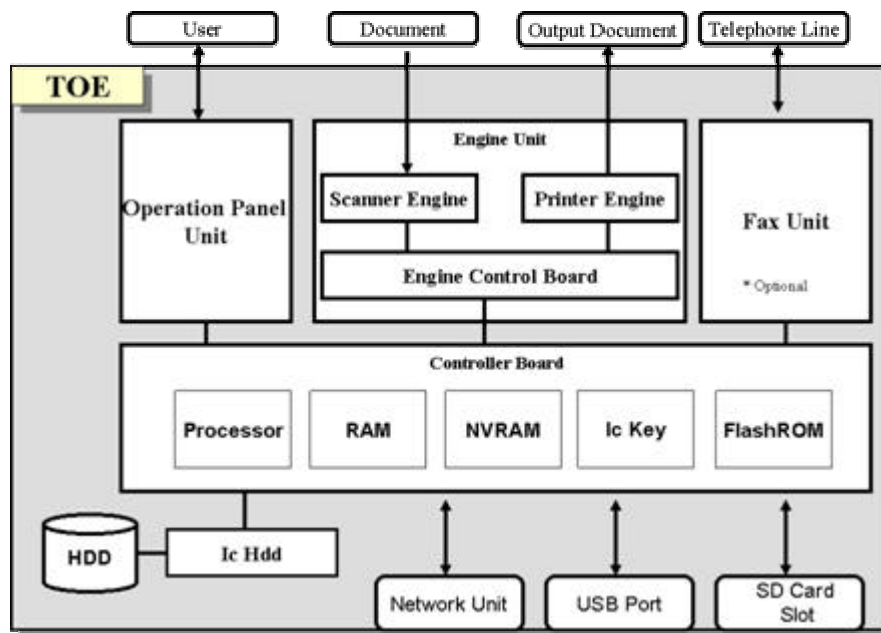 User
Document
Output Document
Telephone Line
TOE
Engine Unit
Operation Panel
Unit
Scanner Engine
Printer Engine
Fax Unit
Engine Control Board
* Optional
Controller Board
Processor
RAM
NVRAM
Ic Key
FlashROM
HDD
Ic Hdd
Network Unit
USB Port
SD Card
Slot